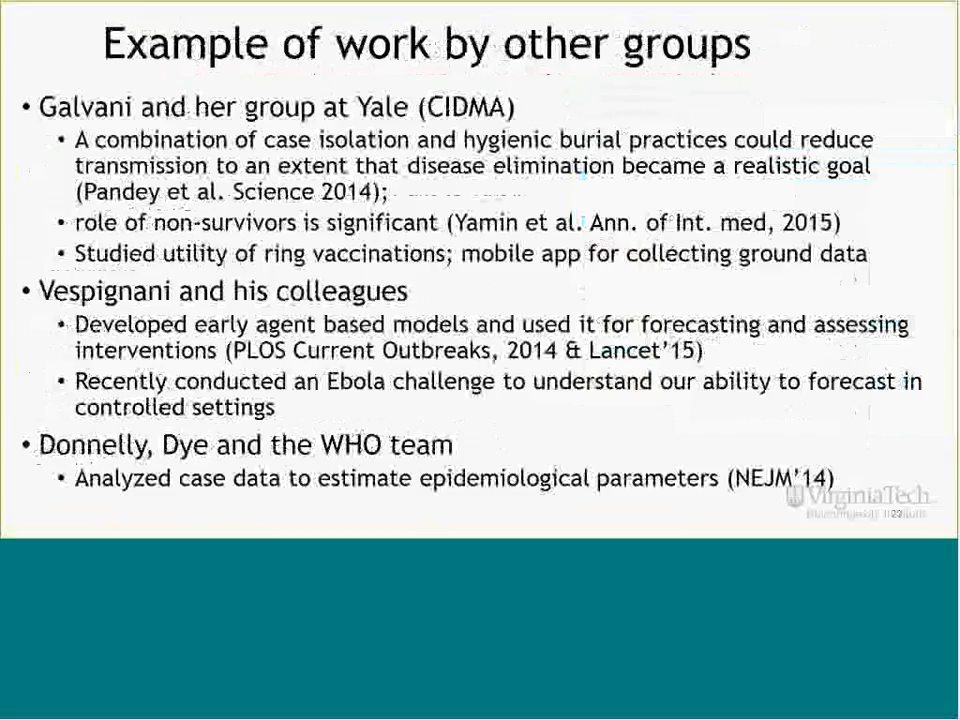 Example of work by other groups
• Galvani and her group at Yale (CIDMA)
• A combination of case isolation and hygienic burial practices could reduce
transmission to an extent that disease elimination became a realistic goal
(Pandey et al. Science 2014);
• role of non-survivors is significant (Yamin et al. Ann. of Int. med, 2015)
• Studied utility of ring vaccinations; mobile app for collecting ground data
• Vespignani and his colleagues
• Developed early agent based models and used it for forecasting and assessing
interventions (PLOS Current Outbreaks, 2014 & Lancet'15)
• Recently conducted an Ebola challenge to understand our ability to forecast in
controlled settings
• Donnelly, Dye and the WHO team
• Analyzed case data to estimate epidemiological parameters (NEJM'14)
VirginiaTech